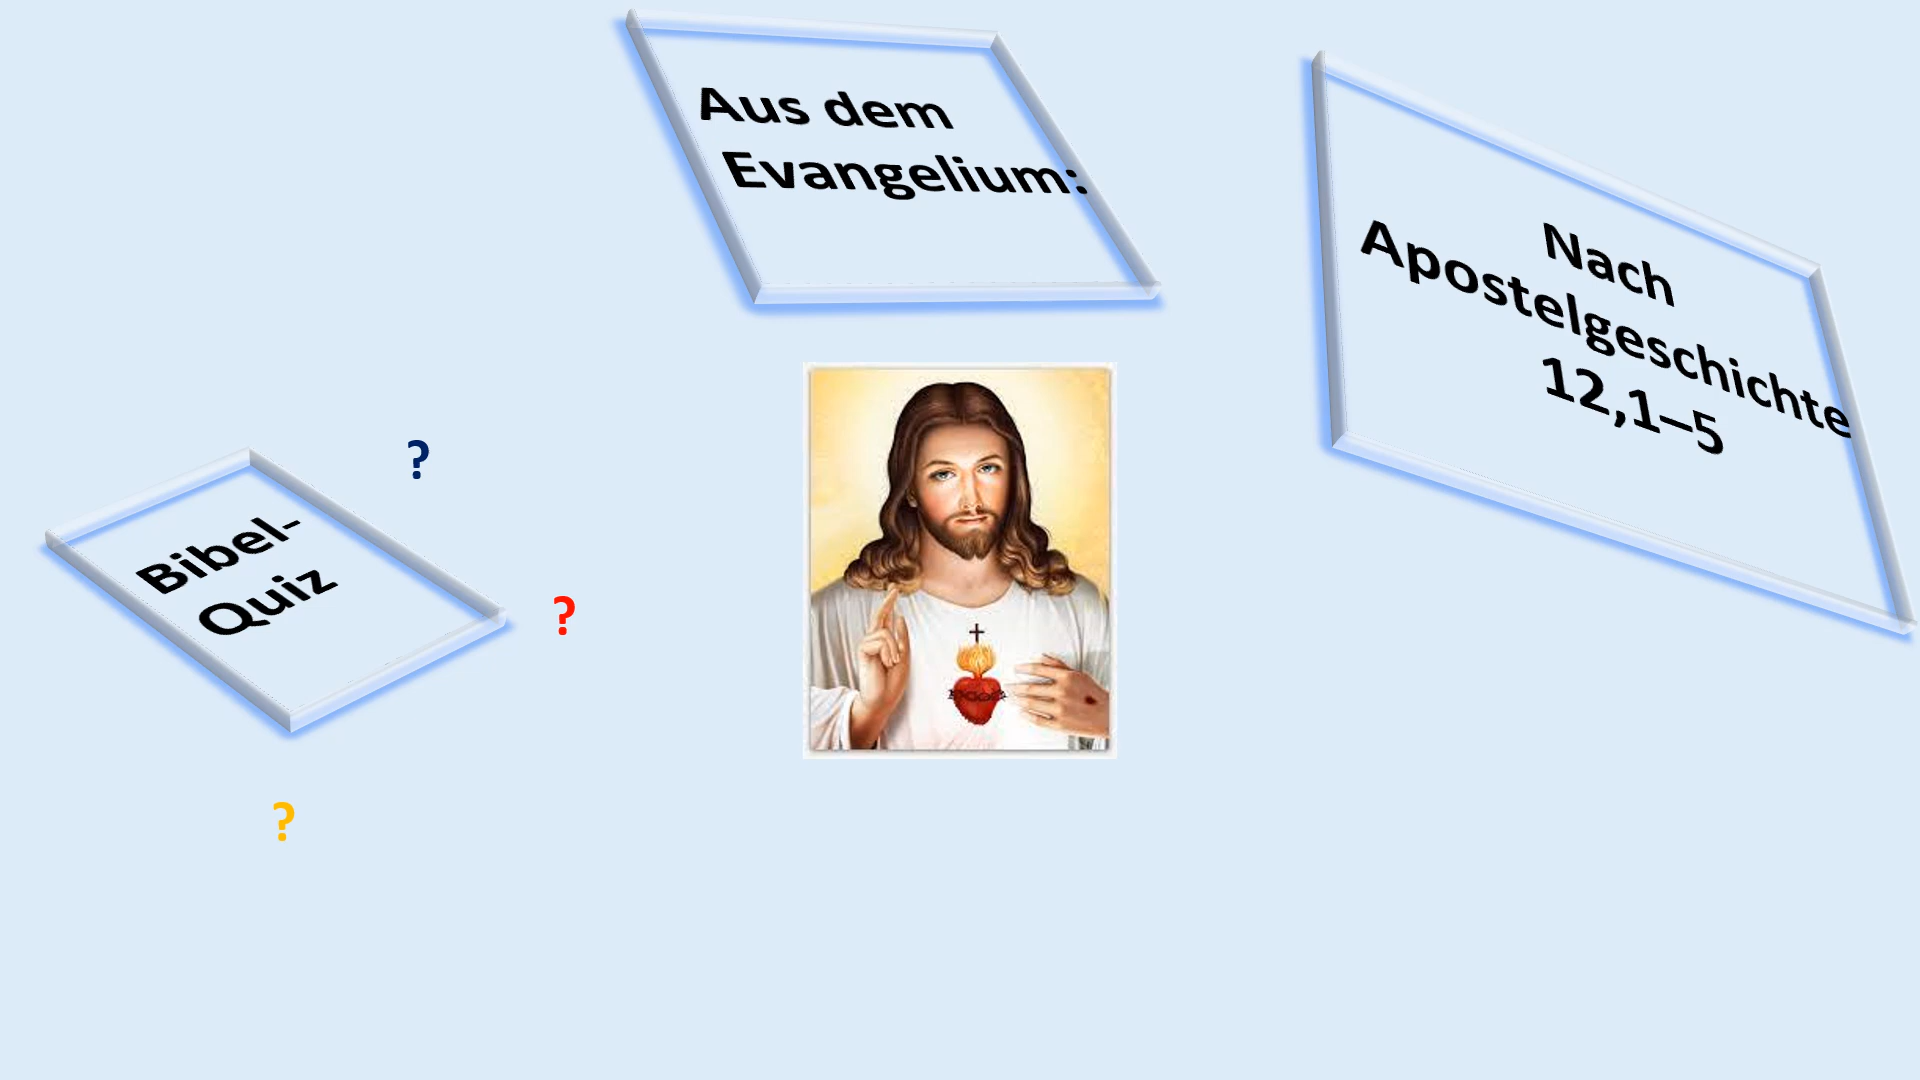 Aus dem
Evangelium:
Nach
Apostelgeschichte
12,1–5
Bibel-
Quiz
?
?
?